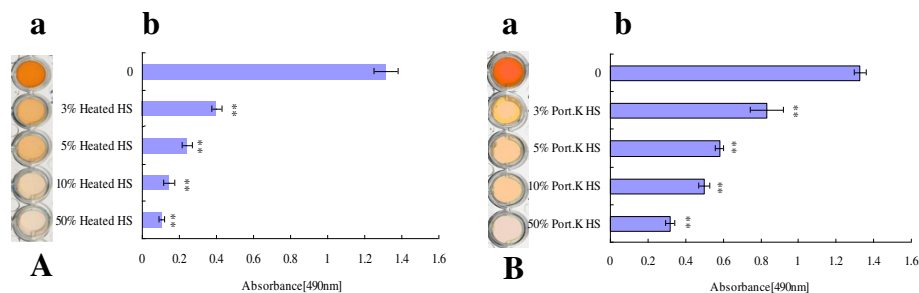 a b
0
3% Heated HS **
5% Heated HS **
10% Heated HS **
50% Heated HS **
0 0.2 0.4 0.6 0.8 1 1.2 1.4 1.6
Absorbance[490nm]
A
a b
0
3% Port.K HS **
5% Port.K HS **
10% Port.K HS **
50% Port.K HS **
0 0.2 0.4 0.6 0.8 1 1.2 1.4 1.6
Absorbance[490nm]
B